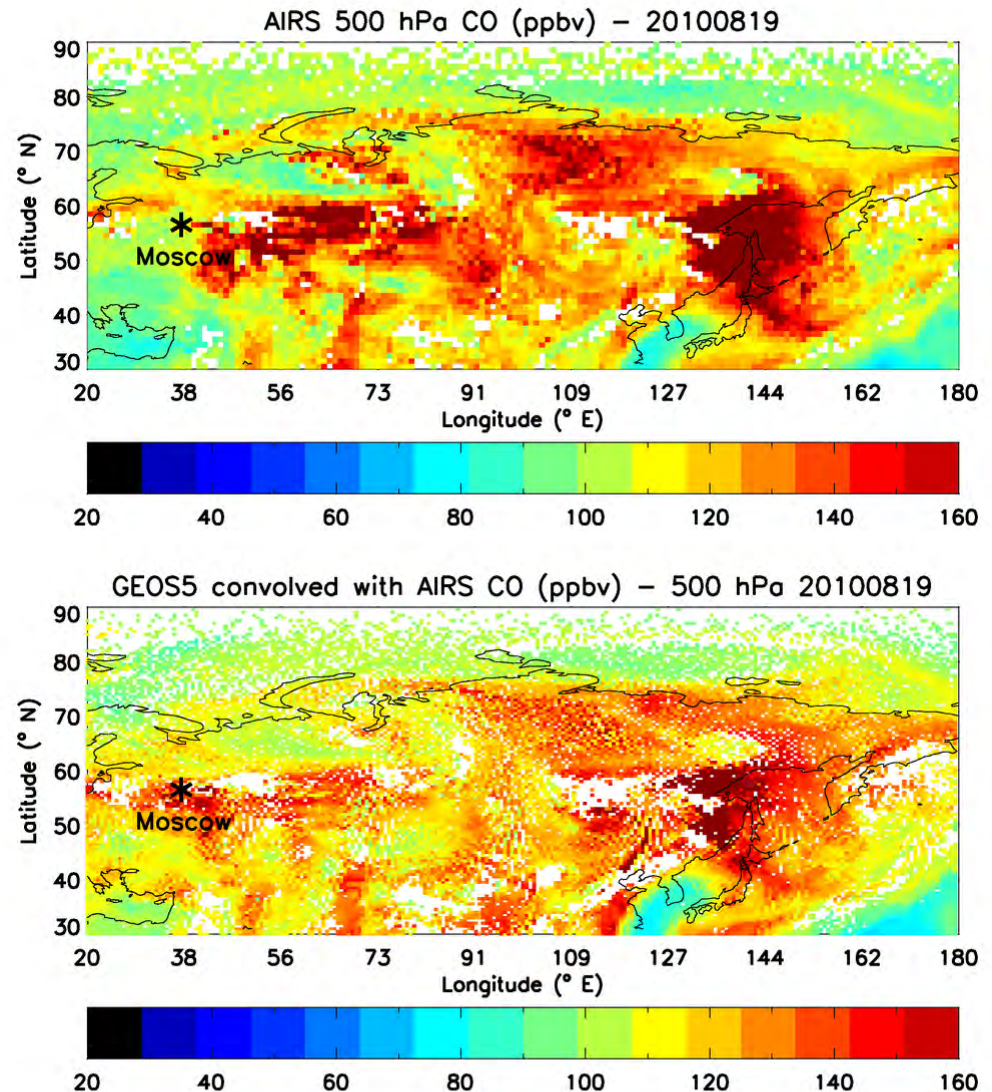 AIRS 500 hPa CO (ppbv) – 20100819
90
80
70
60
50
40
30
Latitude (° N)
Moscow
20 38 56 73 91 109 127 144 162 180
Longitude (° E)
20 40 60 80 100 120 140 160
GEOS5 convolved with AIRS CO (ppbv) – 500 hPa 20100819
90
80
70
60
50
40
30
Latitude (° N)
Moscow
20 38 56 73 91 109 127 144 162 180
Longitude (° E)
20 40 60 80 100 120 140 160